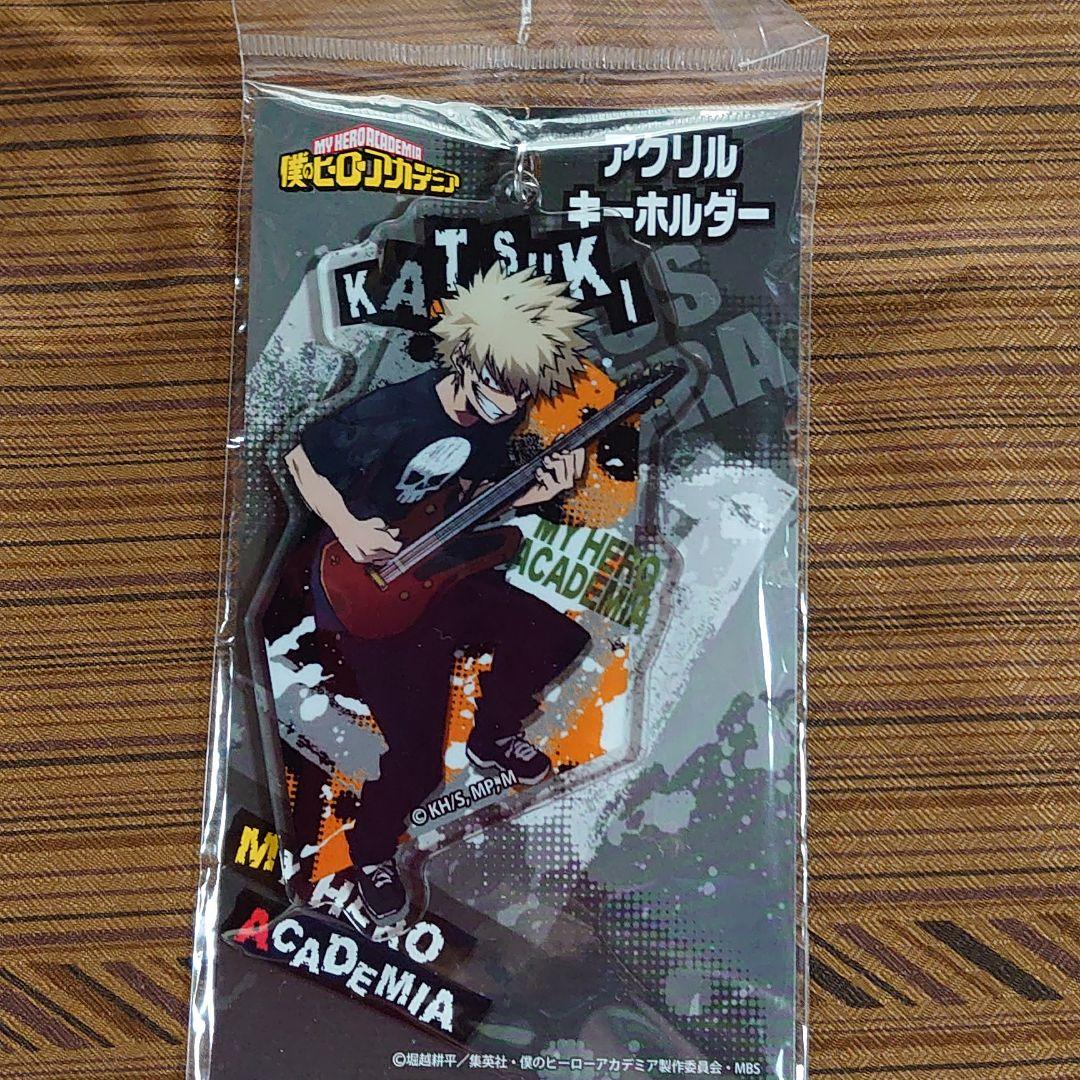 MY HERO ACADEMIA
僕のヒーローアカデミア
アクリル
キーホルダー
KATSUKI
MY HERO
ACADEMIA
© KH/S, MP, M
MY HERO
ACADEMIA
©堀越耕平／集英社・僕のヒーローアカデミア製作委員会・MBS